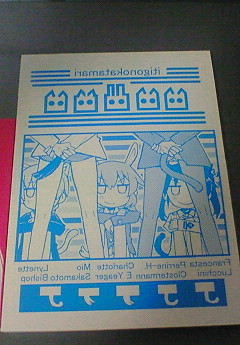 itigonokatamari
Francesca Perrine-H. Charlotte Mio Lynette
Lucchini Clostermann E Yeager Sakamoto Bishop